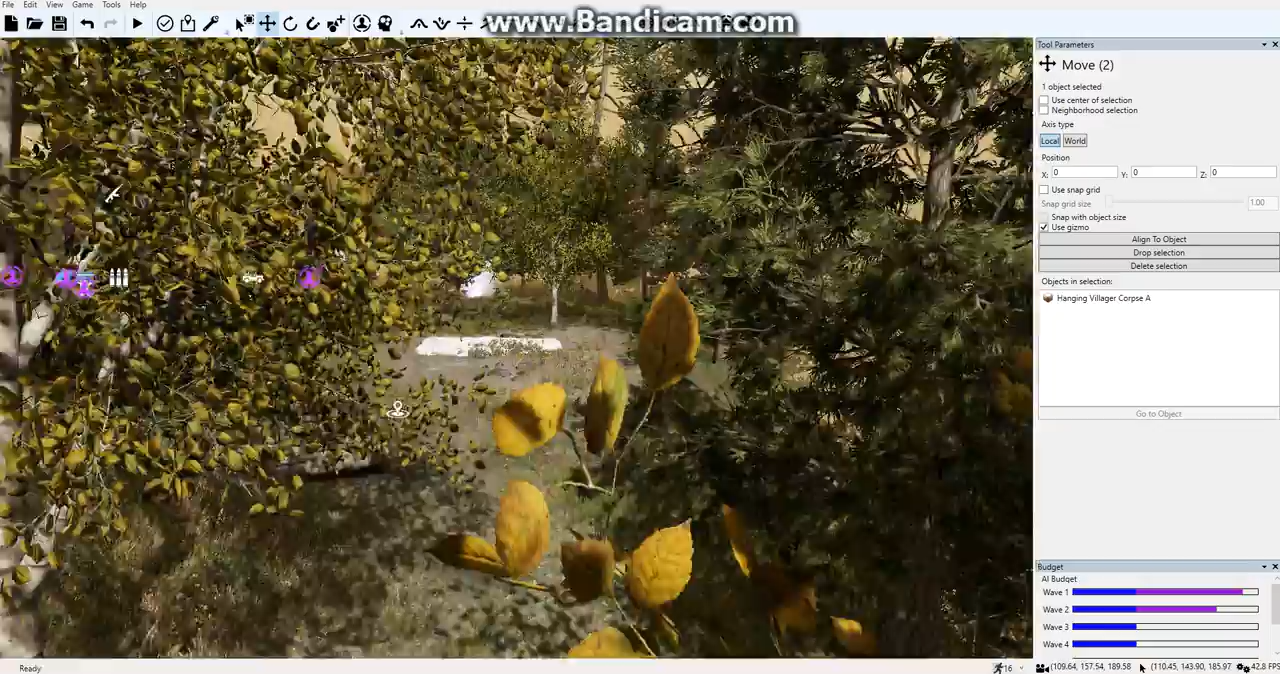 File Edit View Game Tools Help
www.Bandicam.com
Tool Parameters
Move (2)
1 object selected
Use center of selection
Neighborhood selection
Axis type
Local World
Position
X: 0 Y: 0 Z: 0
Use snap grid
Snap grid size 1.00
Snap with object size
Use gizmo
Align To Object
Drop selection
Delete selection
Objects in selection:
Hanging Villager Corpse A
Go to Object
Budget
AI Budget
Wave 1
Wave 2
Wave 3
Wave 4
Ready
16 (109.64, 157.54, 189.58 (110.45, 143.90, 185.97 42.8 FPS